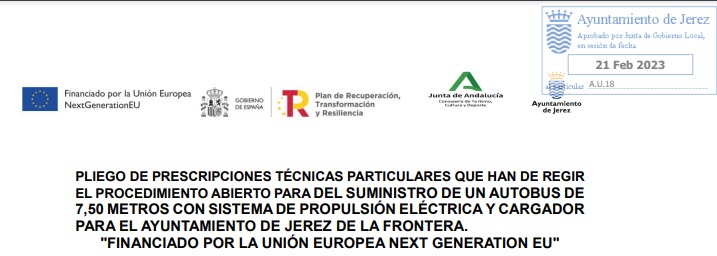 Ayuntamiento de Jerez
Aprobado por Junta de Gobierno Local,
en sesión de fecha
21 Feb 2023
al particular A.U.18
Financiado por la Unión Europea
NextGenerationEU
GOBIERNO
DE ESPAÑA
Plan de Recuperación,
Transformación
y Resiliencia
Junta de Andalucía
Consejería de Turismo,
Cultura y Deporte
Ayuntamiento
de Jerez
PLIEGO DE PRESCRIPCIONES TÉCNICAS PARTICULARES QUE HAN DE REGIR
EL PROCEDIMIENTO ABIERTO PARA DEL SUMINISTRO DE UN AUTOBUS DE
7,50 METROS CON SISTEMA DE PROPULSIÓN ELÉCTRICA Y CARGADOR
PARA EL AYUNTAMIENTO DE JEREZ DE LA FRONTERA.
"FINANCIADO POR LA UNIÓN EUROPEA NEXT GENERATION EU"